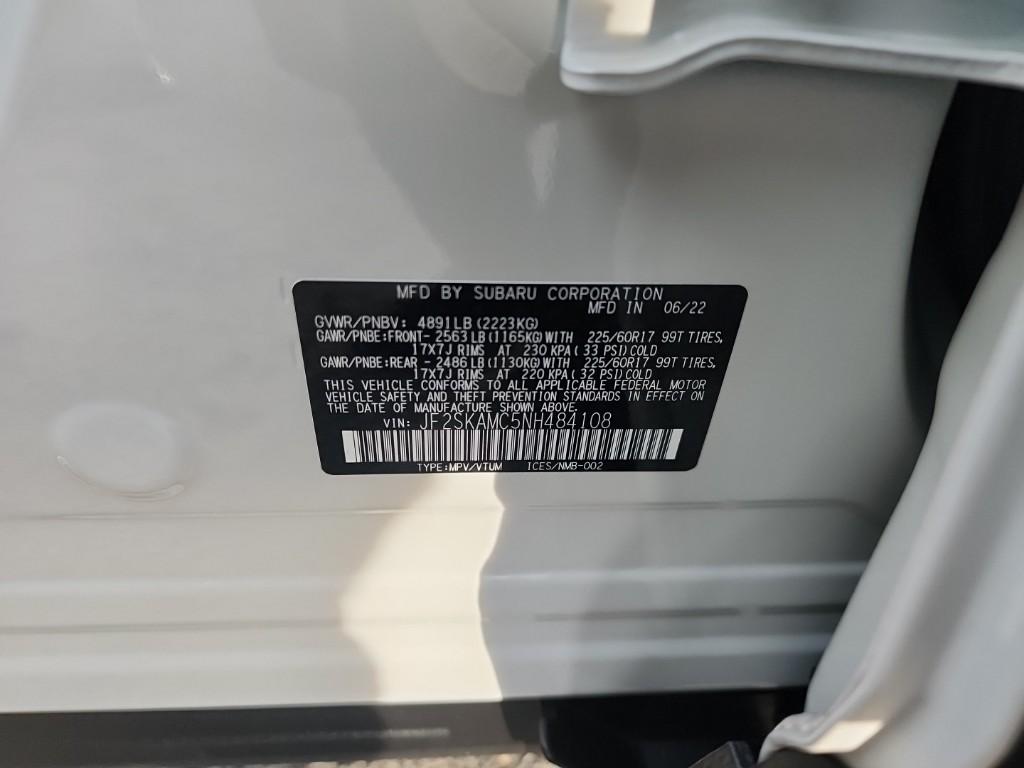 MFD BY SUBARU CORPORATION
MFD IN 06/22
GVWR/PNBV: 4891LB(2223KG)
GAWR/PNBE:FRONT- 2563LB(1165KG)WITH 225/60R17 99T TIRES,
17X7J RIMS AT 230 KPA( 33 PSI)COLD
GAWR/PNBE:REAR - 2486LB(1130KG)WITH 225/60R17 99T TIRES,
17X7J RIMS AT 220 KPA( 32 PSI)COLD
THIS VEHICLE CONFORMS TO ALL APPLICABLE FEDERAL MOTOR
VEHICLE SAFETY AND THEFT PREVENTION STANDARDS IN EFFECT ON
THE DATE OF MANUFACTURE SHOWN ABOVE.
VIN: JF2SKAMC5NH484108
TYPE:MPV/VTUM ICES/NMB-002